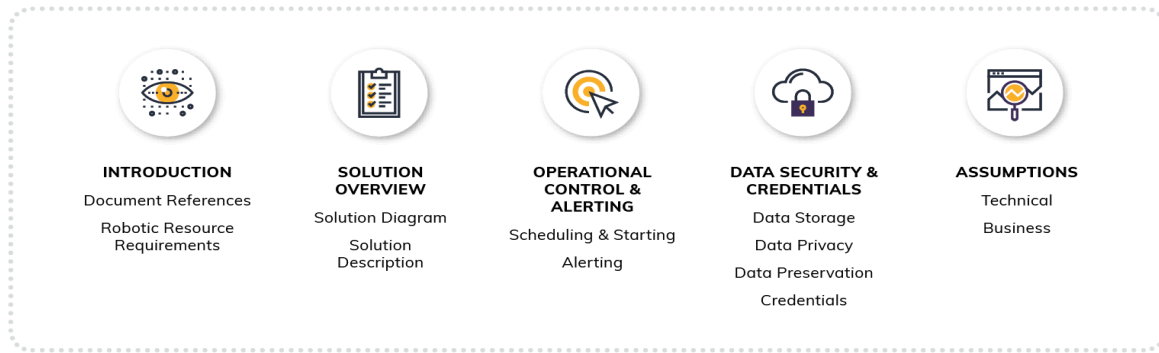 INTRODUCTION
Document References
Robotic Resource
Requirements
SOLUTION
OVERVIEW
Solution Diagram
Solution
Description
OPERATIONAL
CONTROL &
ALERTING
Scheduling & Starting
Alerting
DATA SECURITY &
CREDENTIALS
Data Storage
Data Privacy
Data Preservation
Credentials
ASSUMPTIONS
Technical
Business